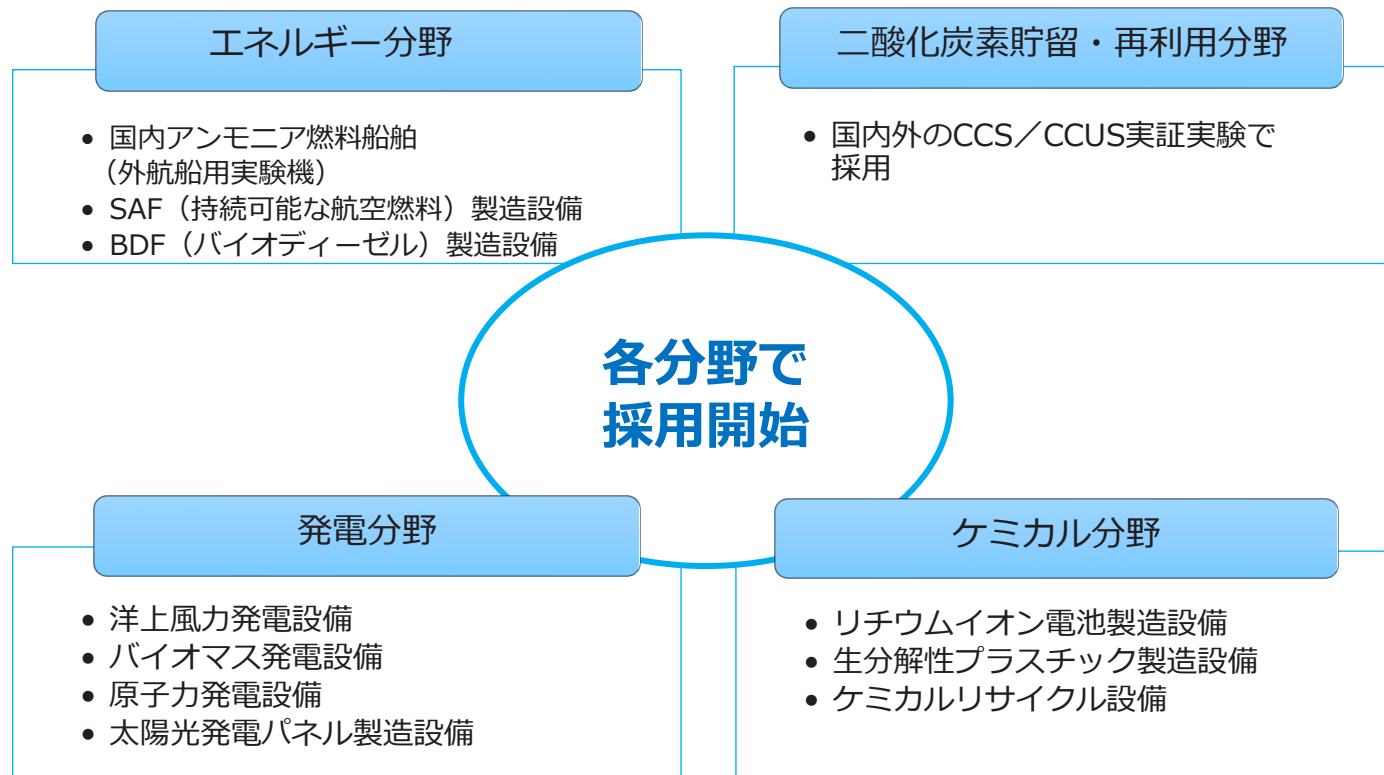 エネルギー分野
• 国内アンモニア燃料船舶
（外航船用実験機）
• SAF（持続可能な航空燃料）製造設備
• BDF（バイオディーゼル）製造設備
二酸化炭素貯留・再利用分野
• 国内外のCCS／CCUS実証実験で
採用
各分野で
採用開始
発電分野
• 洋上風力発電設備
• バイオマス発電設備
• 原子力発電設備
• 太陽光発電パネル製造設備
ケミカル分野
• リチウムイオン電池製造設備
• 生分解性プラスチック製造設備
• ケミカルリサイクル設備